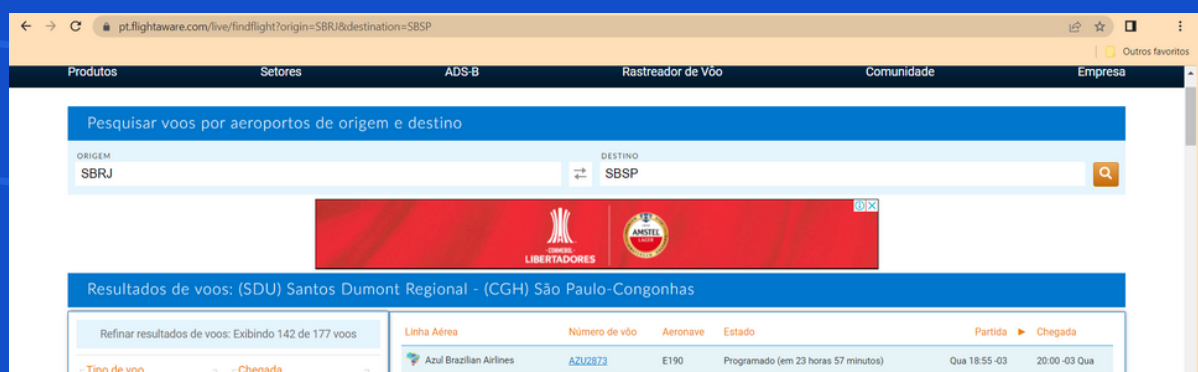 pt.flightaware.com/live/findflight?origin=SBRJ&destination=SBSP
Outros favoritos
Produtos Setores ADS-B Rastreador de Vôo Comunidade Empresa
Pesquisar voos por aeroportos de origem e destino
ORIGEM DESTINO
SBRJ SBSP
CONMEBOL
LIBERTADORES
AMSTEL
LAGER
Resultados de voos: (SDU) Santos Dumont Regional - (CGH) São Paulo-Congonhas
Refinar resultados de voos: Exibindo 142 de 177 voos
Tipo de voo Chegada
Linha Aérea Número de vôo Aeronave Estado Partida ▶ Chegada
Azul Brazilian Airlines AZU2873 E190 Programado (em 23 horas 57 minutos) Qua 18:55 -03 20:00 -03 Qua